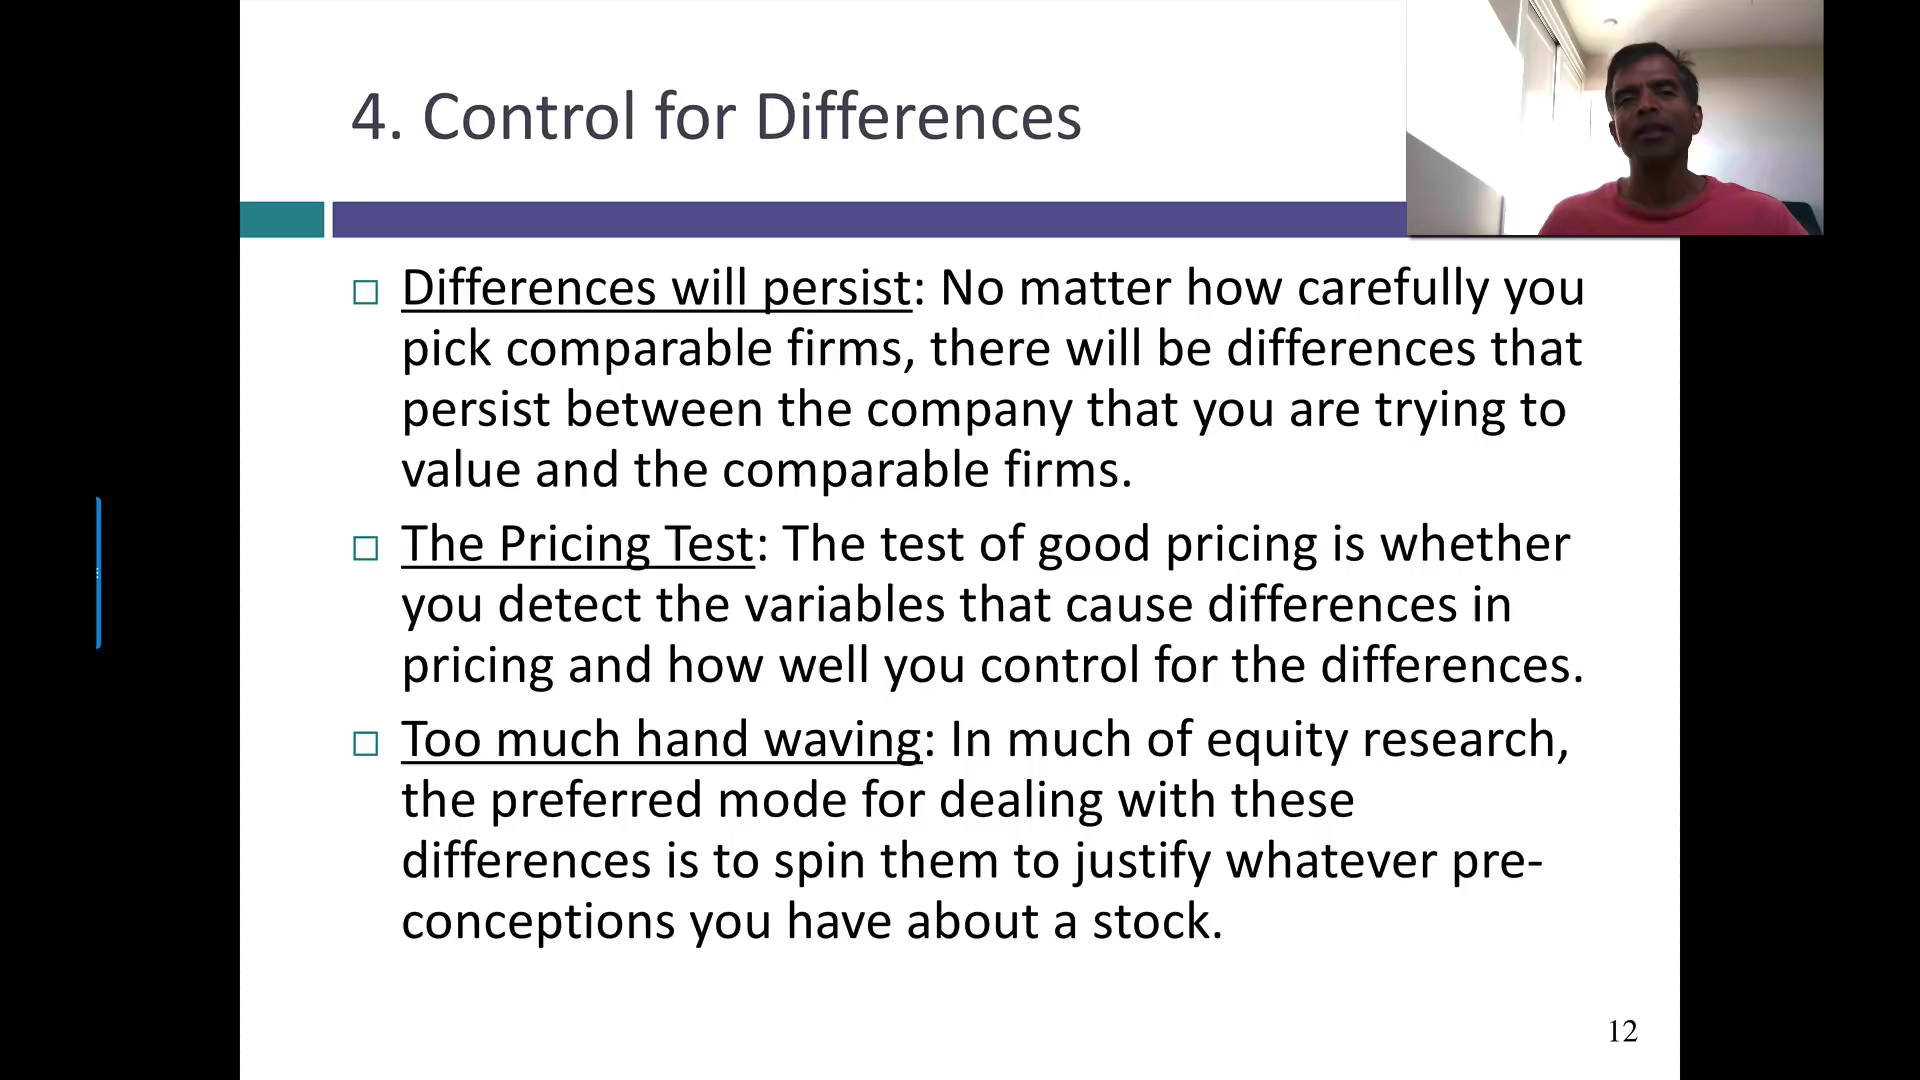 4. Control for Differences
Differences will persist: No matter how carefully you
pick comparable firms, there will be differences that
persist between the company that you are trying to
value and the comparable firms.
The Pricing Test: The test of good pricing is whether
you detect the variables that cause differences in
pricing and how well you control for the differences.
Too much hand waving: In much of equity research,
the preferred mode for dealing with these
differences is to spin them to justify whatever pre-
conceptions you have about a stock.
12